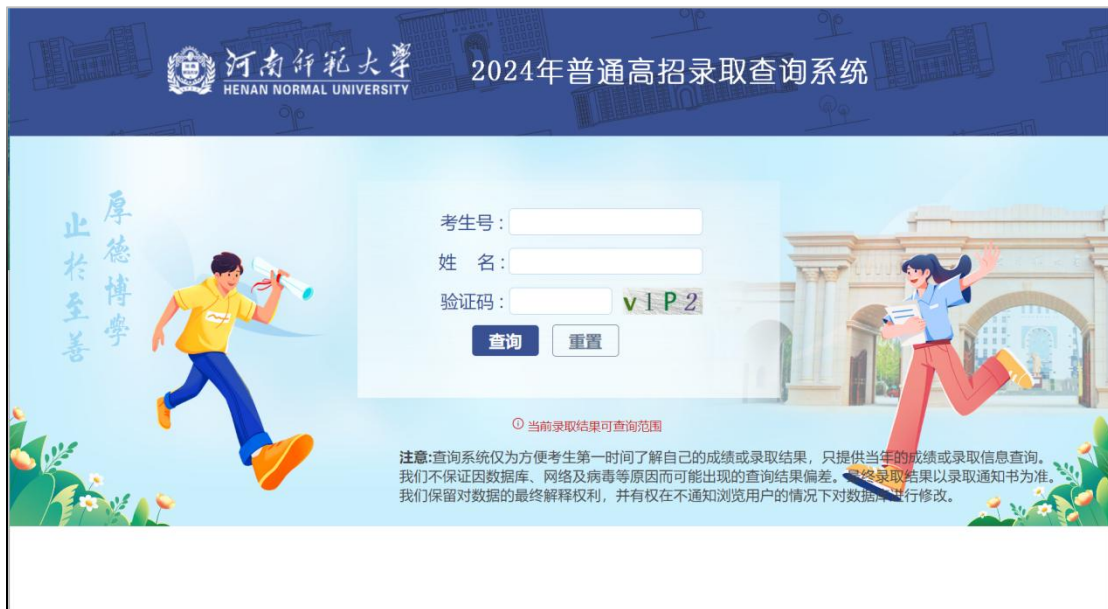 河南师范大学
HENAN NORMAL UNIVERSITY
2024年普通高招录取查询系统
厚德博學
止於至善
考生号：
姓 名：
验证码：
v1P2
查询 重置
当前录取结果可查询范围
注意:查询系统仅为方便考生第一时间了解自己的成绩或录取结果，只提供当年的成绩或录取信息查询。
我们不保证因数据库、网络及病毒等原因而可能出现的查询结果偏差。最终录取结果以录取通知书为准。
我们保留对数据的最终解释权利，并有权在不通知浏览用户的情况下对数据库进行修改。